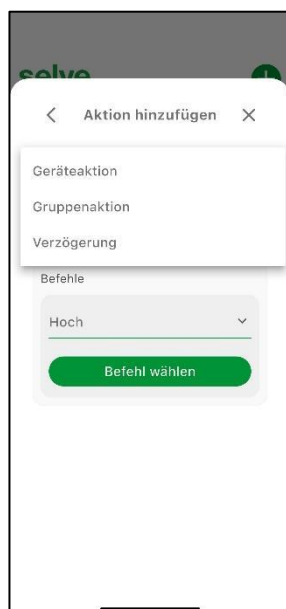 selve
Aktion hinzufügen
Geräteaktion
Gruppenaktion
Verzögerung
Befehle
Hoch
Befehl wählen